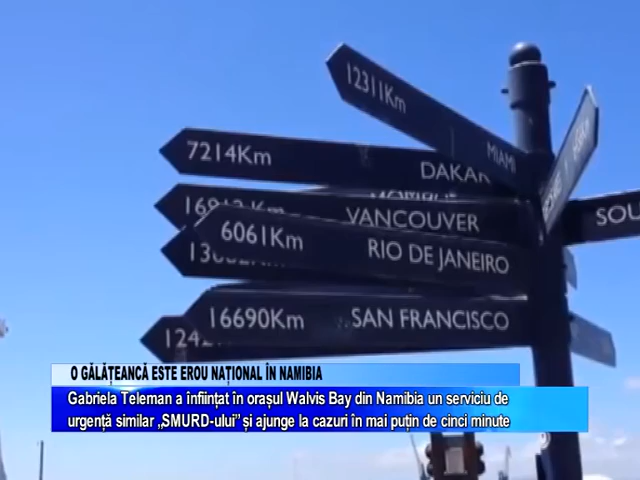 12311Km MIAMI
7214Km DAKAR
VANCOUVER
6061Km RIO DE JANEIRO
SOU
16690Km SAN FRANCISCO
O GĂLĂȚEANCĂ ESTE EROU NAȚIONAL ÎN NAMIBIA
Gabriela Teleman a înființat în orașul Walvis Bay din Namibia un serviciu de
urgență similar „SMURD-ului” și ajunge la cazuri în mai puțin de cinci minute